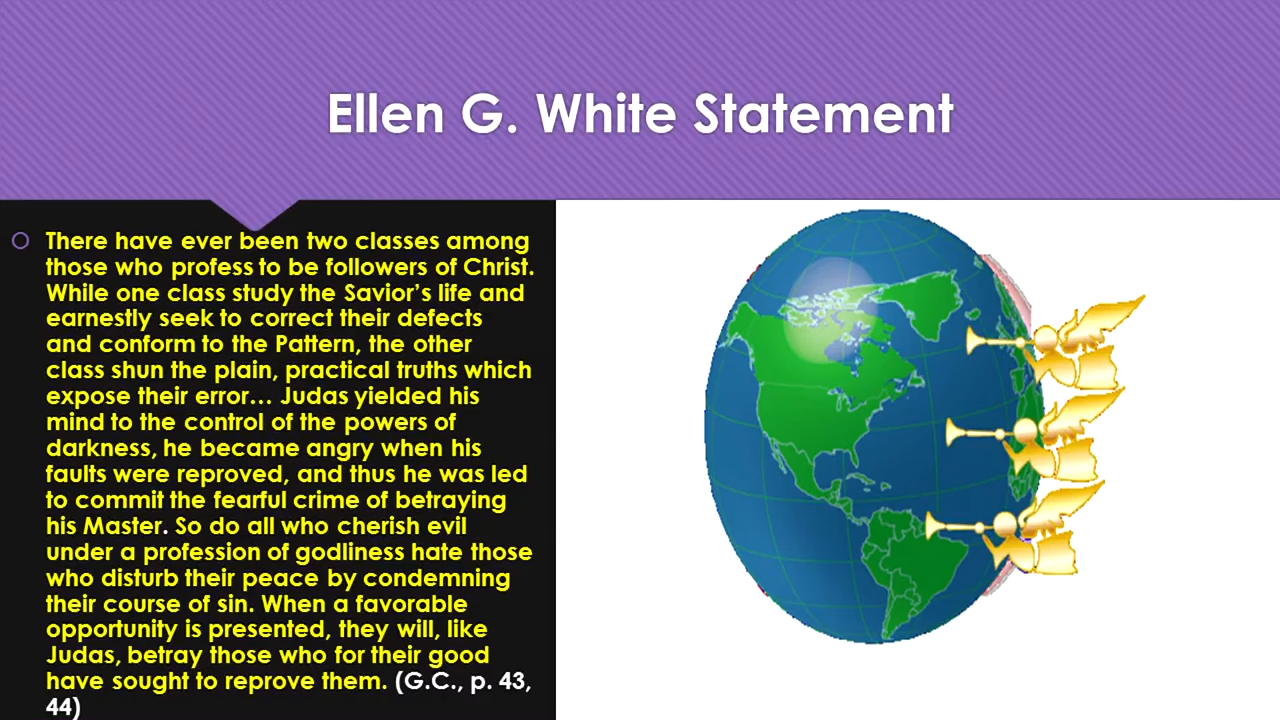 Ellen G. White Statement
There have ever been two classes among
those who profess to be followers of Christ.
While one class study the Savior’s life and
earnestly seek to correct their defects
and conform to the Pattern, the other
class shun the plain, practical truths which
expose their error… Judas yielded his
mind to the control of the powers of
darkness, he became angry when his
faults were reproved, and thus he was led
to commit the fearful crime of betraying
his Master. So do all who cherish evil
under a profession of godliness hate those
who disturb their peace by condemning
their course of sin. When a favorable
opportunity is presented, they will, like
Judas, betray those who for their good
have sought to reprove them. (G.C., p. 43,
44)